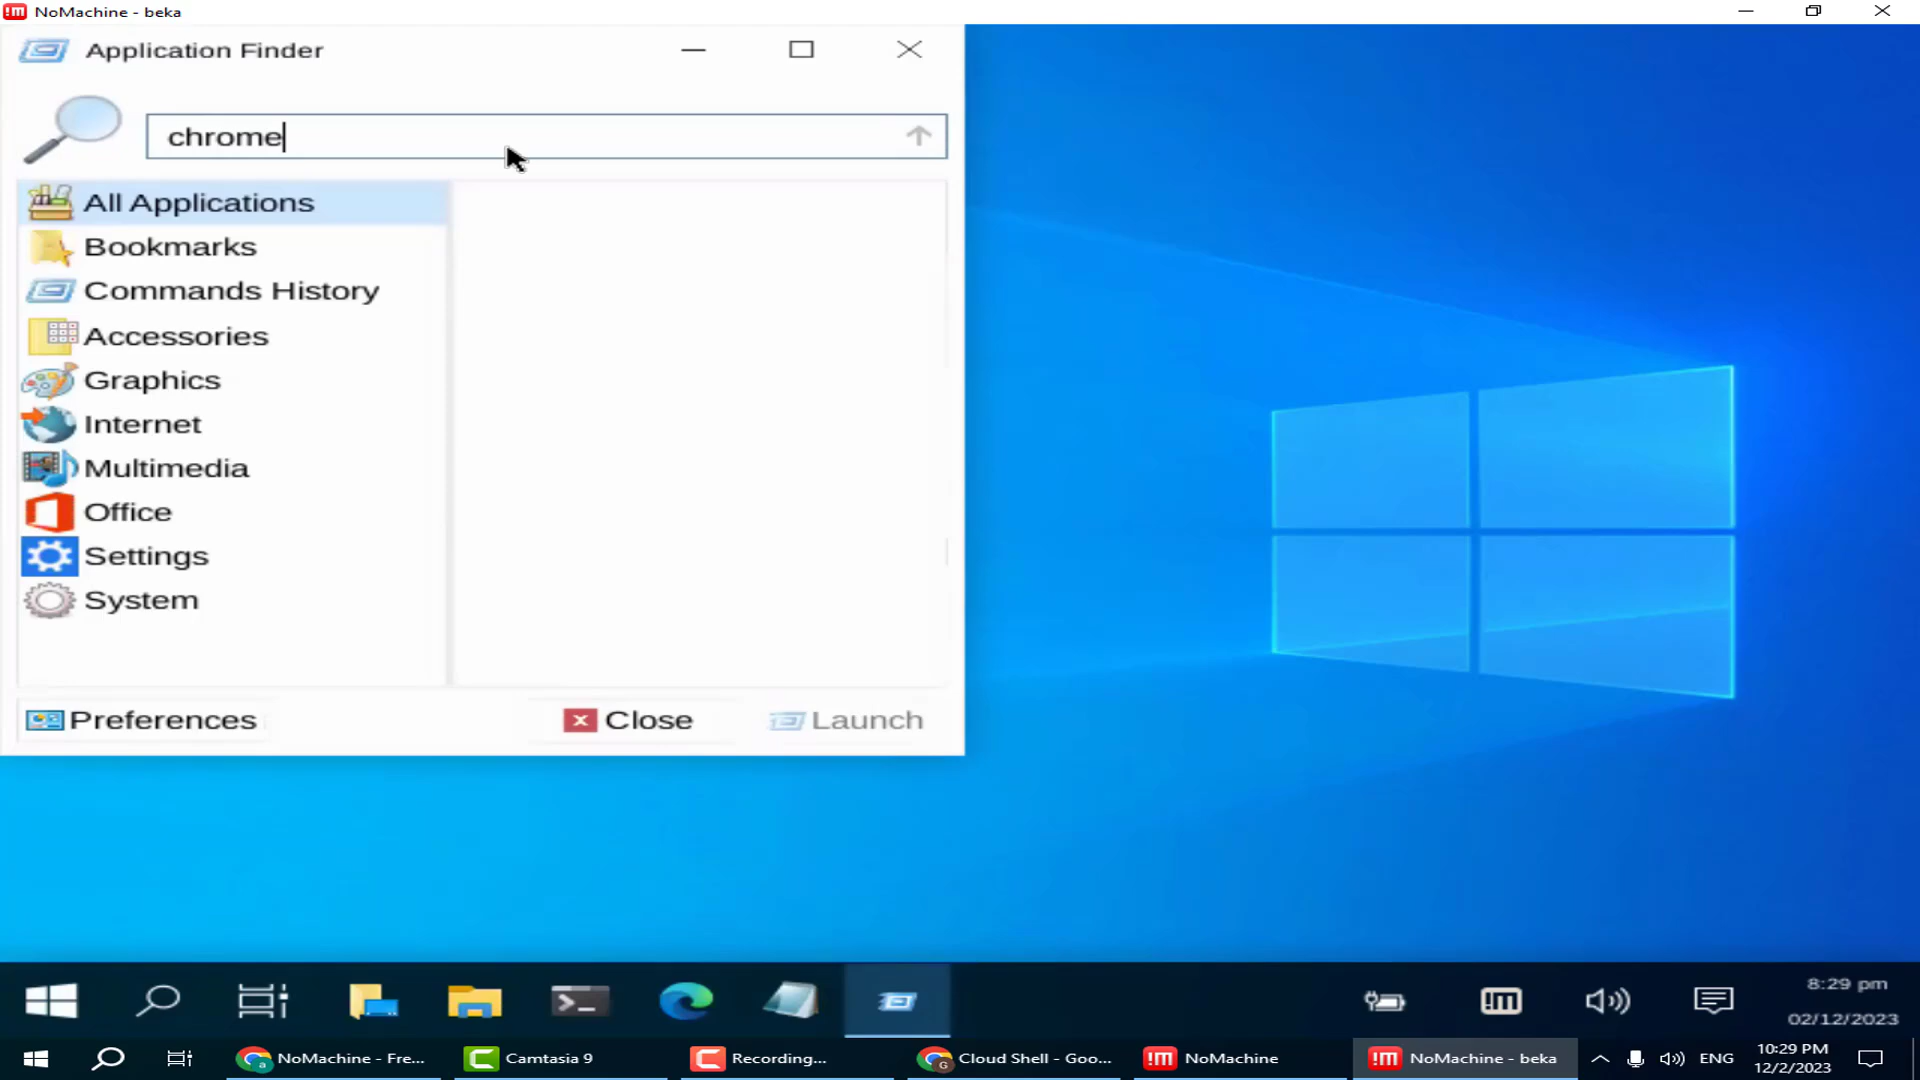 NoMachine - beka
Application Finder
chrome
All Applications
Bookmarks
Commands History
Accessories
Graphics
Internet
Multimedia
Office
Settings
System
Preferences
Close
Launch
8:29 pm
02/12/2023
NoMachine - Fre...
Camtasia 9
Recording...
Cloud Shell - Goo...
NoMachine
NoMachine - beka
ENG
10:29 PM
12/2/2023